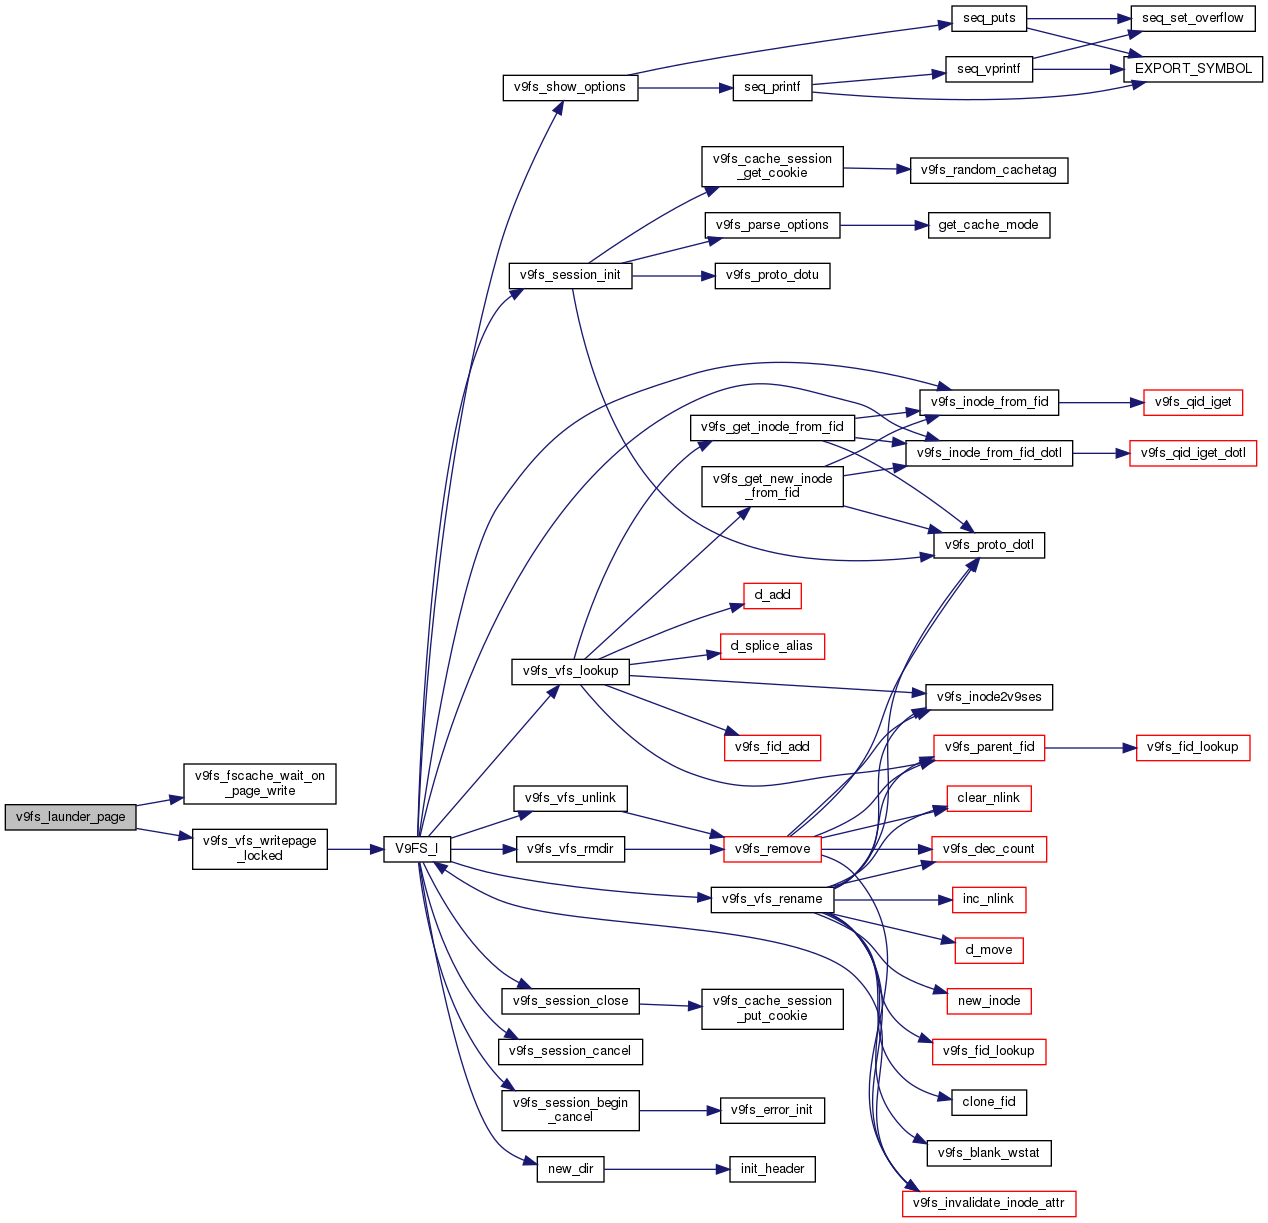 seq_puts
seq_set_overflow
seq_vprintf
EXPORT_SYMBOL
v9fs_show_options
seq_printf
v9fs_cache_session
_get_cookie
v9fs_random_cachetag
v9fs_parse_options
get_cache_mode
v9fs_session_init
v9fs_proto_dotu
v9fs_inode_from_fid
v9fs_qid_iget
v9fs_get_inode_from_fid
v9fs_inode_from_fid_dotl
v9fs_qid_iget_dotl
v9fs_get_new_inode
_from_fid
v9fs_proto_dotl
d_add
d_splice_alias
v9fs_vfs_lookup
v9fs_inode2v9ses
v9fs_fid_add
v9fs_parent_fid
v9fs_fid_lookup
v9fs_fscache_wait_on
_page_write
v9fs_vfs_unlink
clear_nlink
v9fs_launder_page
v9fs_vfs_writepage
_locked
V9FS_I
v9fs_vfs_rmdir
v9fs_remove
v9fs_dec_count
v9fs_vfs_rename
inc_nlink
d_move
v9fs_session_close
v9fs_cache_session
_put_cookie
new_inode
v9fs_session_cancel
v9fs_fid_lookup
v9fs_session_begin
_cancel
v9fs_error_init
clone_fid
v9fs_blank_wstat
new_dir
init_header
v9fs_invalidate_inode_attr